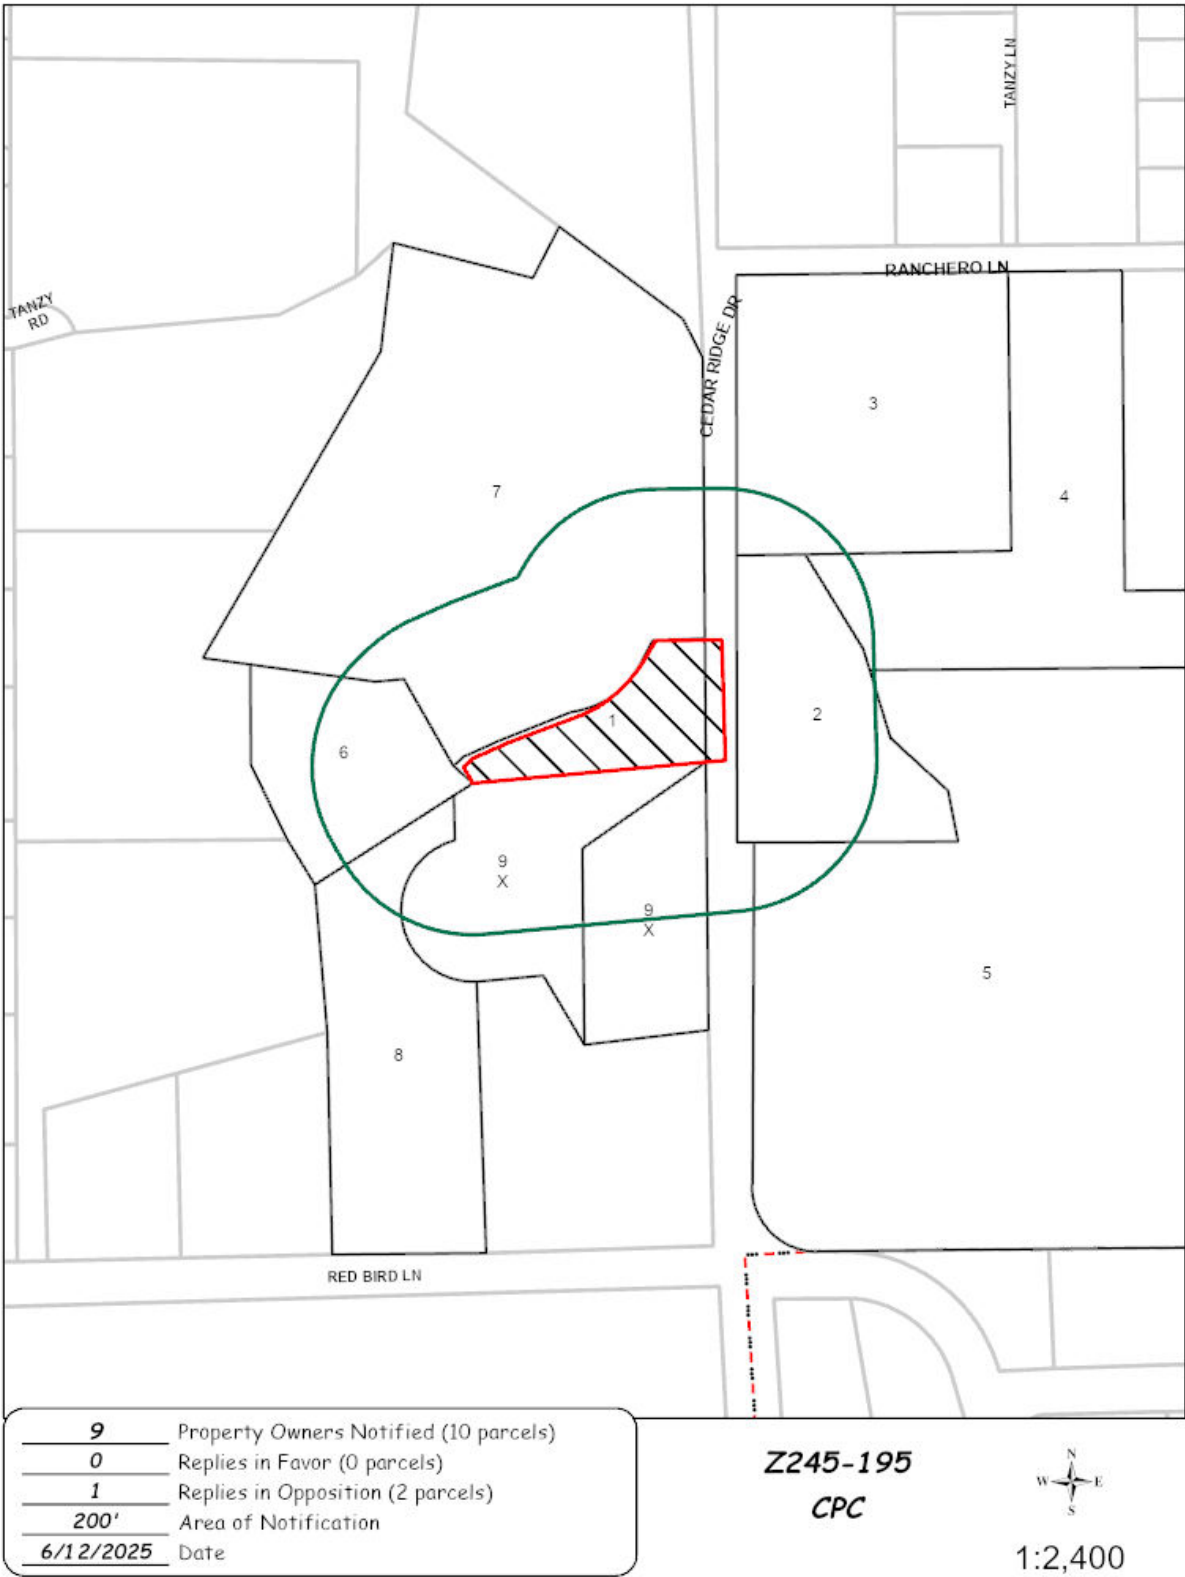 TANZY LN
RANCHERO LN
TANZY
RD
CEDAR RIDGE DR
3
7
4
1
2
6
9
X
9
X
5
8
RED BIRD LN
9 Property Owners Notified (10 parcels)
0 Replies in Favor (0 parcels)
1 Replies in Opposition (2 parcels)
200' Area of Notification
6/12/2025 Date
Z245-195
CPC
N
W E
S
1:2,400